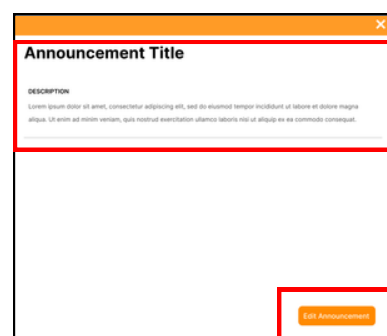 Announcement Title
DESCRIPTION
Lorem ipsum dolor sit amet, consectetur adipiscing elit, sed do eiusmod tempor incididunt ut labore et dolore magna
aliqua. Ut enim ad minim veniam, quis nostrud exercitation ullamco laboris nisi ut aliquip ex ea commodo consequat.
Edit Announcement